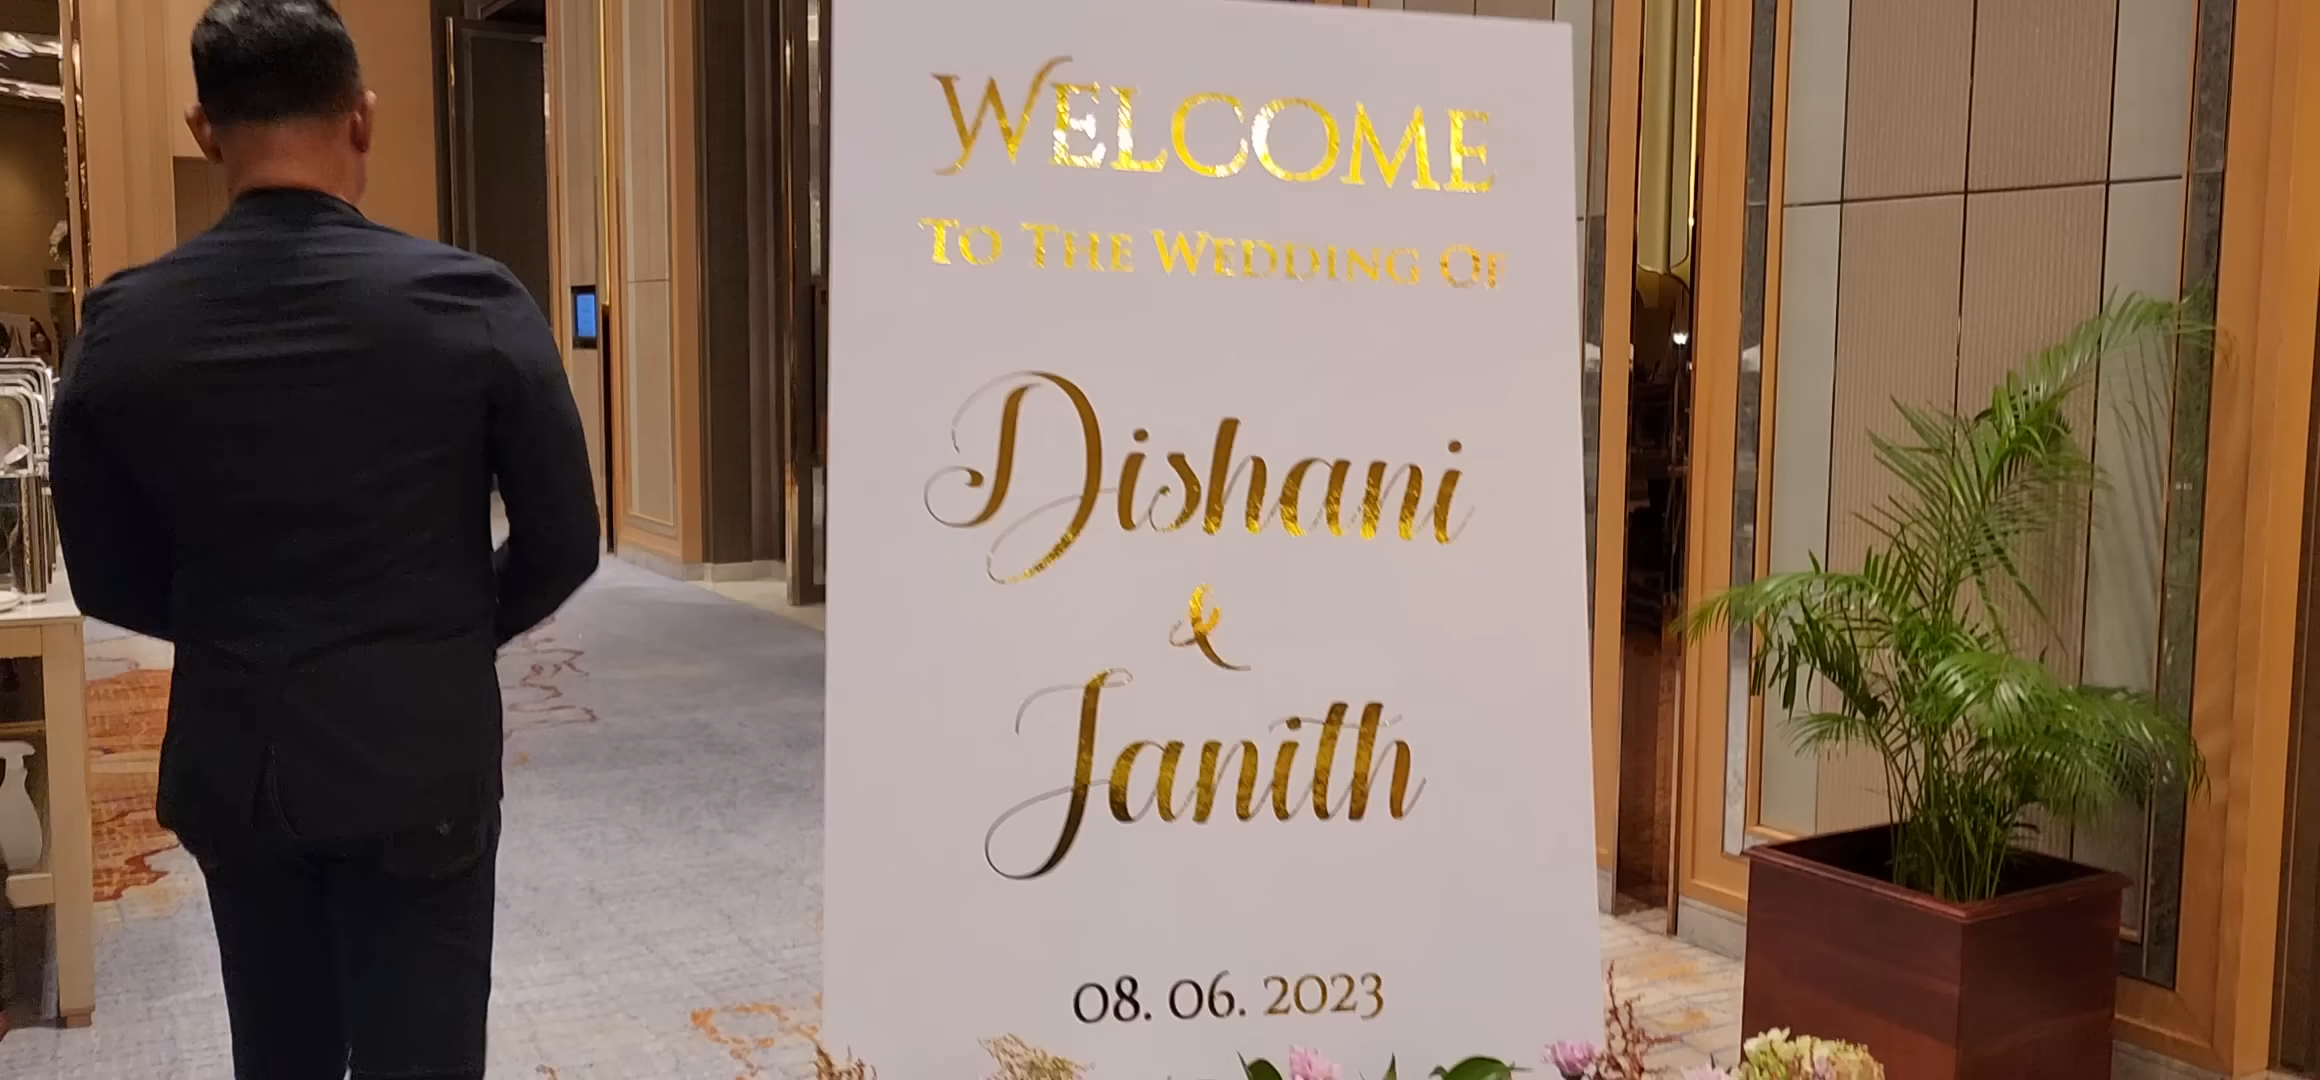 WELCOME
TO THE WEDDING OF
Dishani
&
Janith
08. 06. 2023